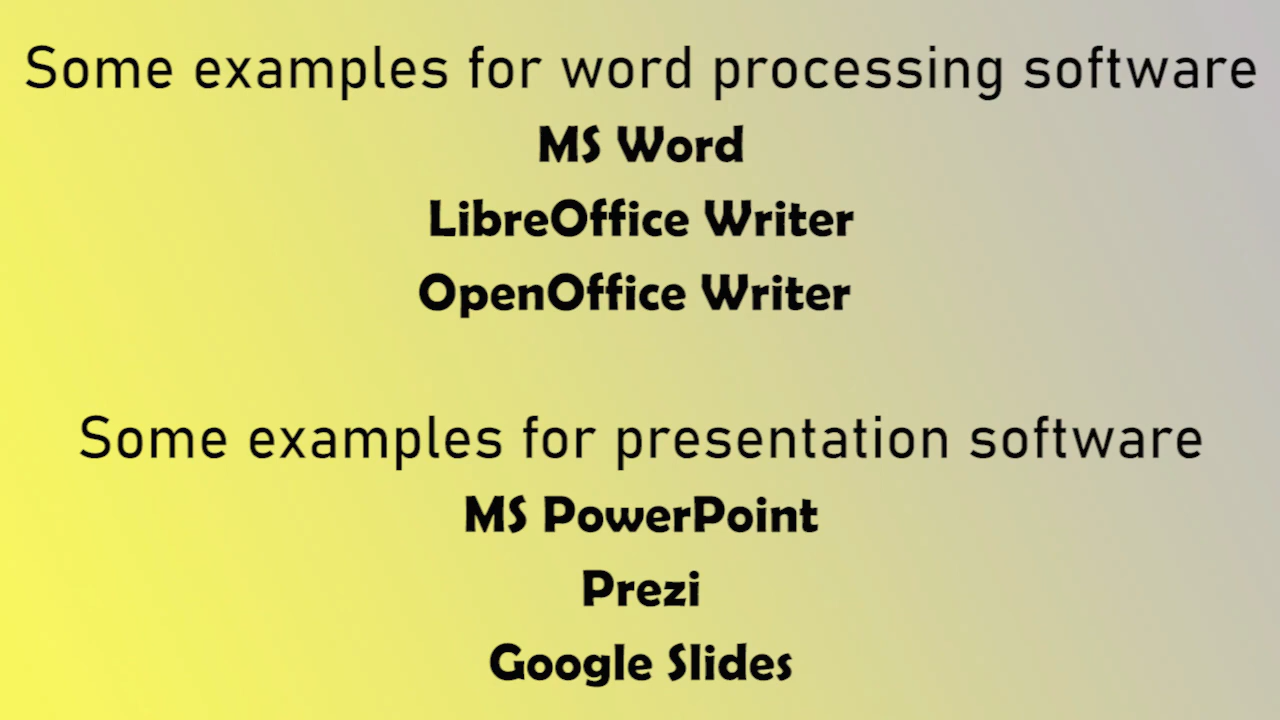 Some examples for word processing software
MS Word
LibreOffice Writer
OpenOffice Writer
Some examples for presentation software
MS PowerPoint
Prezi
Google Slides